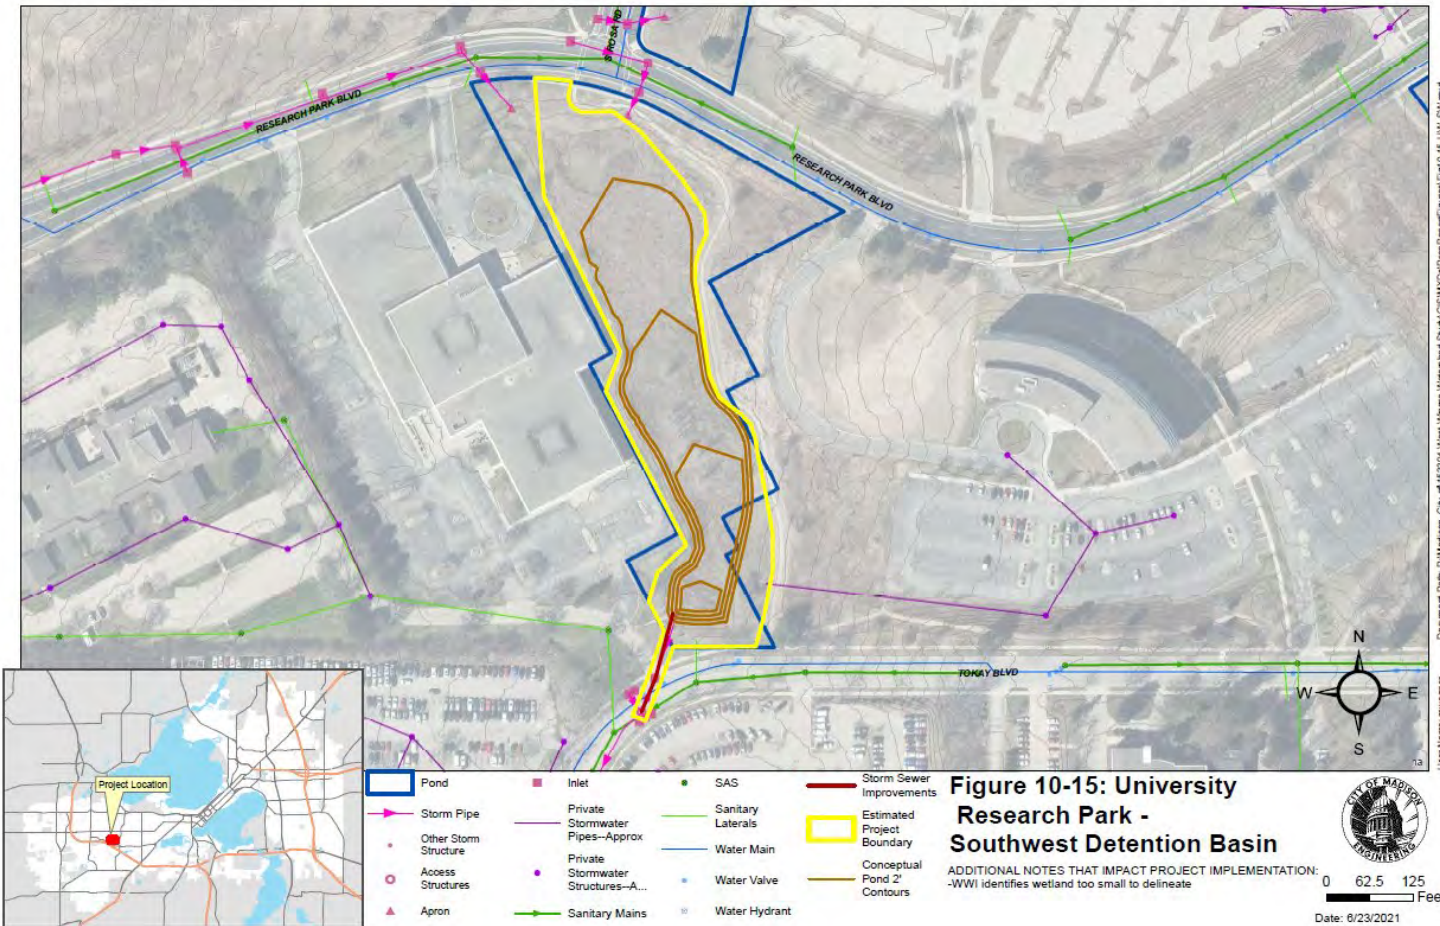 S ROSA RD
RESEARCH PARK BLVD
RESEARCH PARK BLVD
TOKAY BLVD
N
W
E
S
Project Location
Pond
Storm Pipe
Other Storm
Structure
Access
Structures
Apron
Inlet
Private
Stormwater
Pipes--Approx
Private
Stormwater
Structures--A...
Sanitary Mains
SAS
Sanitary
Laterals
Water Main
Water Valve
Water Hydrant
Storm Sewer
Improvements
Estimated
Project
Boundary
Conceptual
Pond 2'
Contours
Figure 10-15: University
Research Park -
Southwest Detention Basin
ADDITIONAL NOTES THAT IMPACT PROJECT IMPLEMENTATION:
-WWI identifies wetland too small to delineate
CITY OF MADISON
ENGINEERING
0 62.5 125
Fee
Date: 6/23/2021